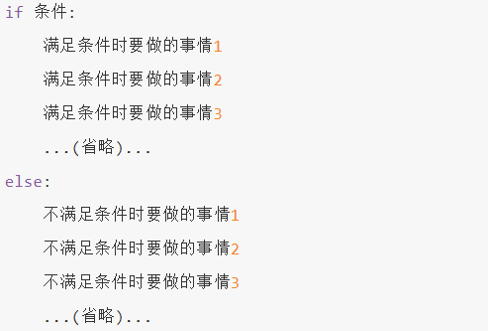 if 条件:
满足条件时要做的事情1
满足条件时要做的事情2
满足条件时要做的事情3
...(省略)...
else:
不满足条件时要做的事情1
不满足条件时要做的事情2
不满足条件时要做的事情3
...(省略)...